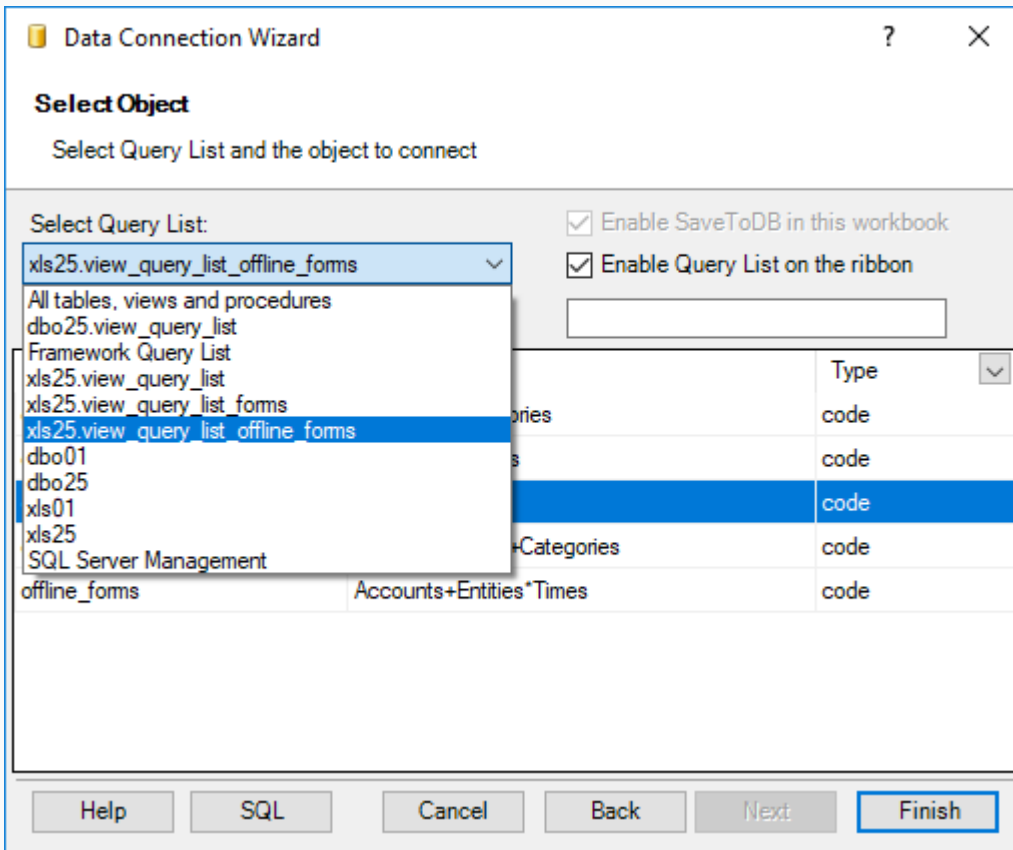 Data Connection Wizard
?
Select Object
Select Query List and the object to connect
Select Query List:
Enable SaveToDB in this workbook
xls25.view_query_list_offline_forms
Enable Query List on the ribbon
All tables, views and procedures
dbo25.view_query_list
Framework Query List
xls25.view_query_list
xls25.view_query_list_forms
xls25.view_query_list_offline_forms
dbo01
dbo25
xls01
xls25
SQL Server Management
Type
code
code
code
+Categories code
offline_forms Accounts+Entities*Times code
Help SQL Cancel Back Next Finish